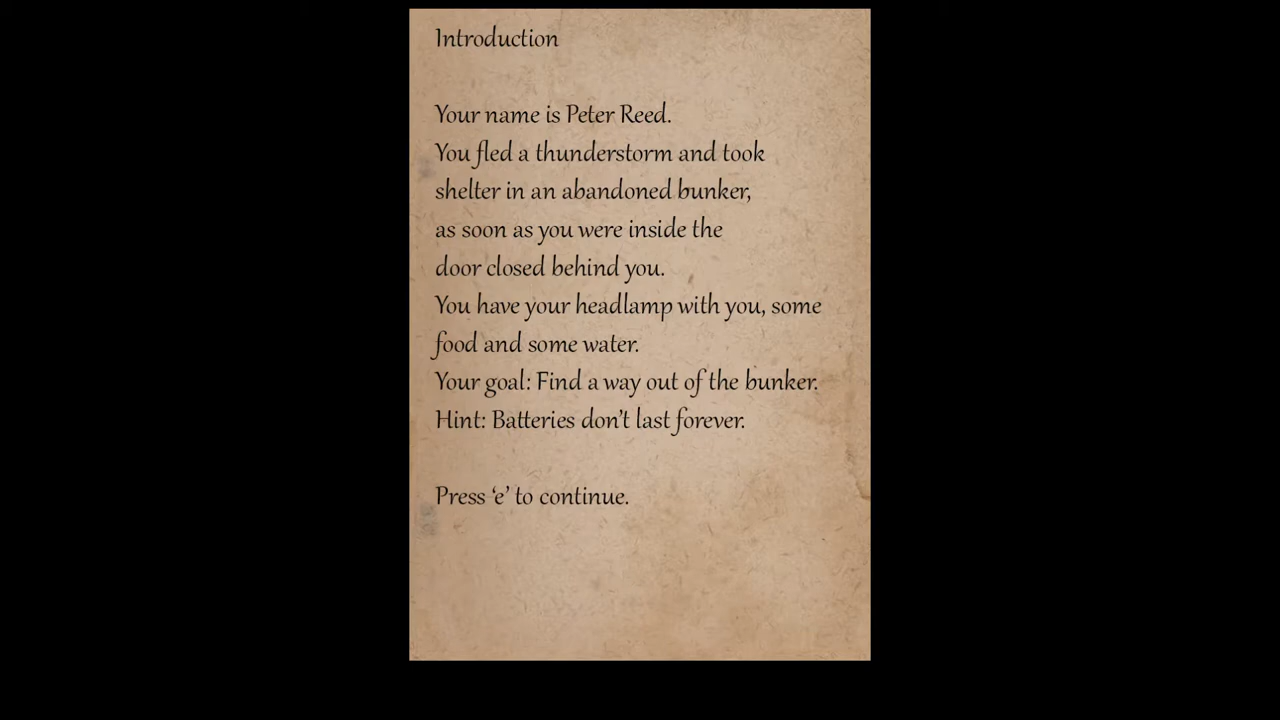 Introduction
Your name is Peter Reed.
You fled a thunderstorm and took
shelter in an abandoned bunker,
as soon as you were inside the
door closed behind you.
You have your headlamp with you, some
food and some water.
Your goal: Find a way out of the bunker.
Hint: Batteries don’t last forever.
Press ‘e’ to continue.